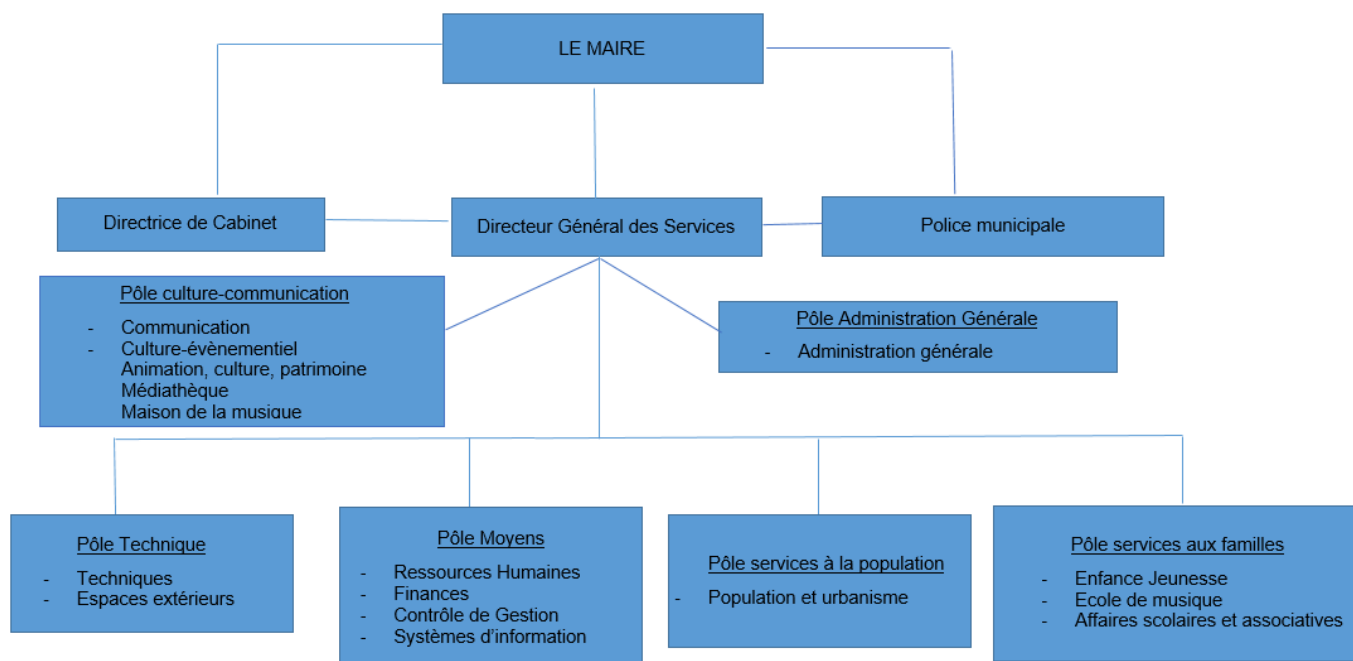 LE MAIRE
Directrice de Cabinet
Directeur Général des Services
Police municipale
Pôle culture-communication
- Communication
- Culture-évènementiel
Animation, culture, patrimoine
Médiathèque
Maison de la musique
Pôle Administration Générale
- Administration générale
Pôle Technique
- Techniques
- Espaces extérieurs
Pôle Moyens
- Ressources Humaines
- Finances
- Contrôle de Gestion
- Systèmes d’information
Pôle services à la population
- Population et urbanisme
Pôle services aux familles
- Enfance Jeunesse
- Ecole de musique
- Affaires scolaires et associatives